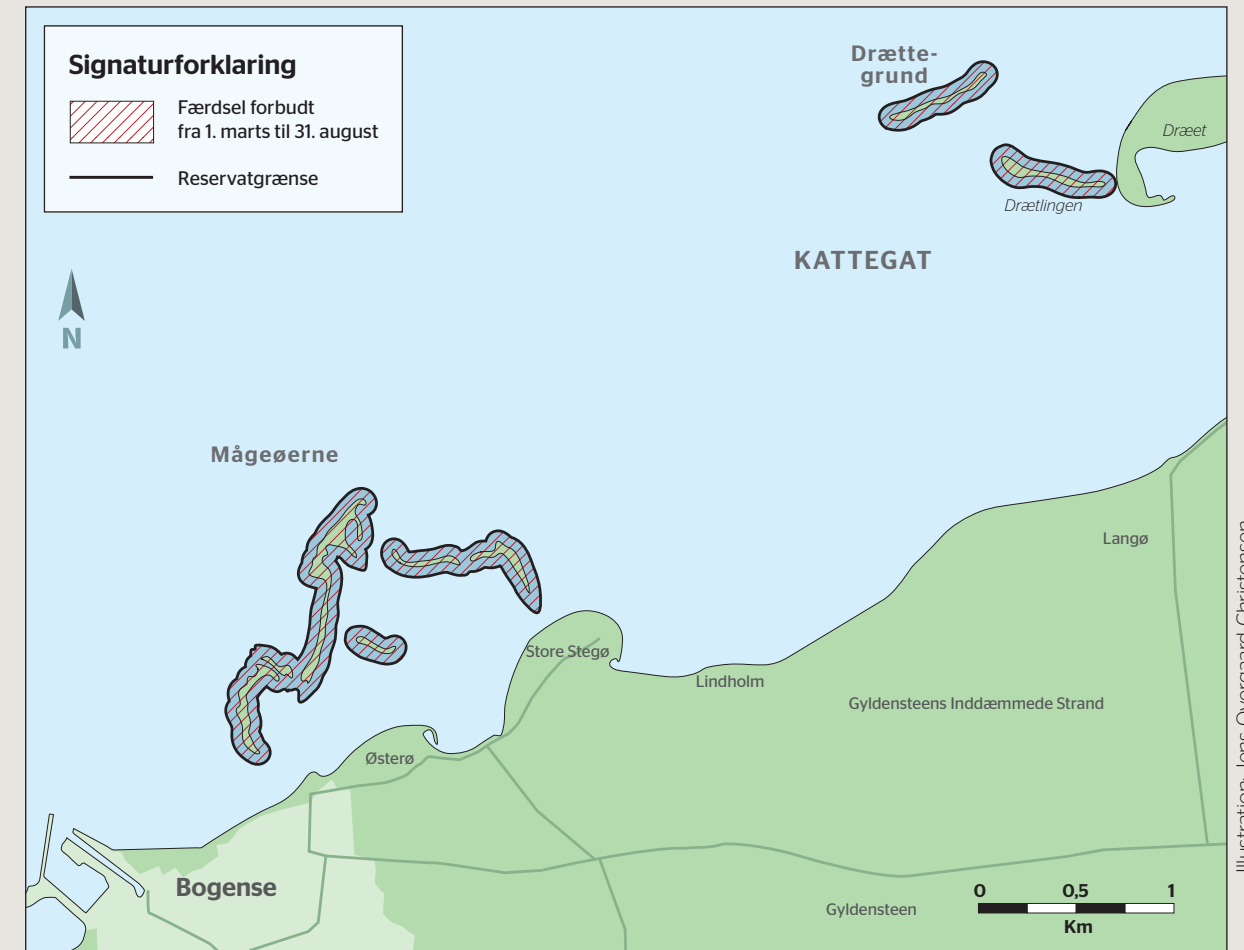 Signaturforklaring
Færdsel forbudt
fra 1. marts til 31. august
Reservatgrænse
Drætte-
grund
Dræet
Drætlingen
KATTEGAT
N
Mågeøerne
Langø
Store Stegø
Lindholm
Gyldensteens Inddæmmede Strand
Østerø
Bogense
Gyldensteen
0 0,5 1
Km
Illustration: Jens Overgaard Christensen